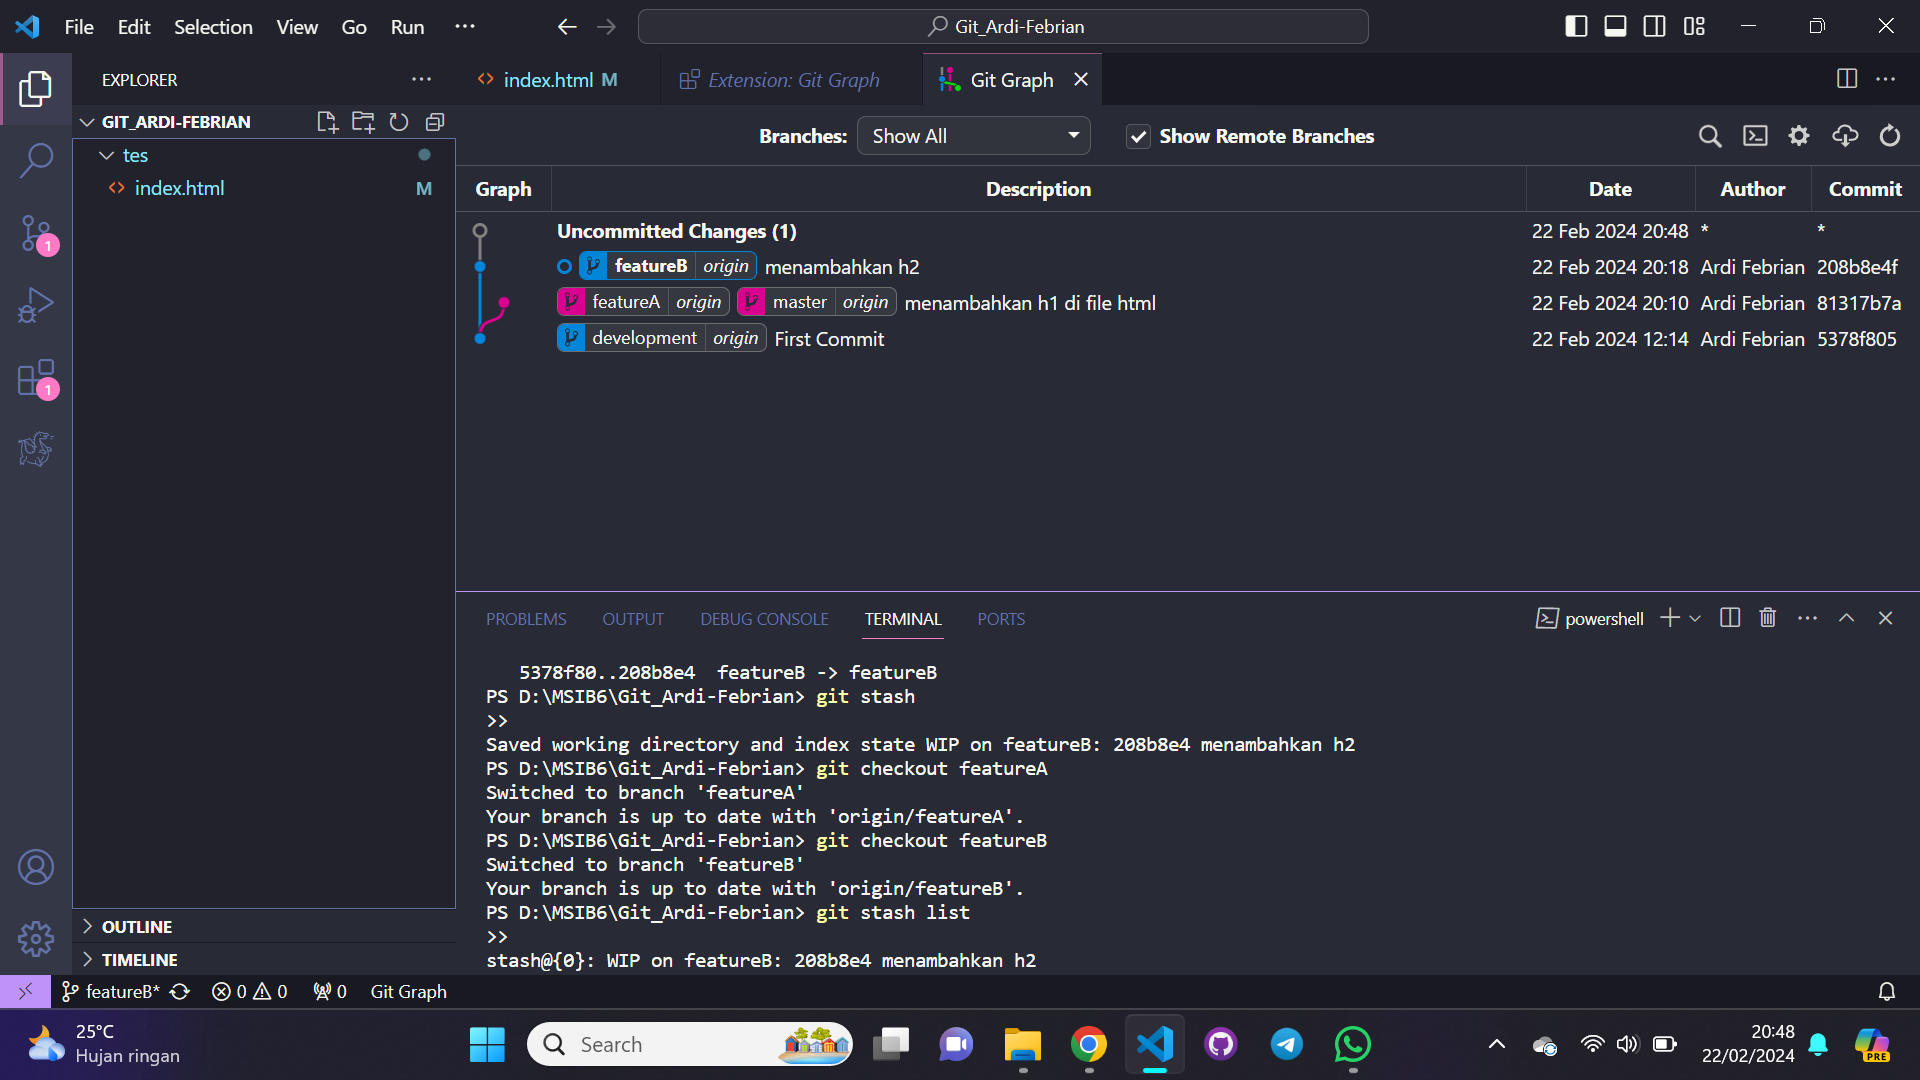 File Edit Selection View Go Run ··· Git_Ardi-Febrian
EXPLORER
index.html M
Extension: Git Graph
Git Graph
GIT_ARDI-FEBRIAN
tes
index.html M
Branches: Show All
Show Remote Branches
Graph Description Date Author Commit
Uncommitted Changes (1) 22 Feb 2024 20:48 * *
featureB origin menambahkan h2 22 Feb 2024 20:18 Ardi Febrian 208b8e4f
featureA origin master origin menambahkan h1 di file html 22 Feb 2024 20:10 Ardi Febrian 81317b7a
development origin First Commit 22 Feb 2024 12:14 Ardi Febrian 5378f805
1
1
PROBLEMS OUTPUT DEBUG CONSOLE TERMINAL PORTS
powershell
5378f80..208b8e4 featureB -> featureB
PS D:\MSIB6\Git_Ardi-Febrian> git stash
>>
Saved working directory and index state WIP on featureB: 208b8e4 menambahkan h2
PS D:\MSIB6\Git_Ardi-Febrian> git checkout featureA
Switched to branch 'featureA'
Your branch is up to date with 'origin/featureA'.
PS D:\MSIB6\Git_Ardi-Febrian> git checkout featureB
Switched to branch 'featureB'
Your branch is up to date with 'origin/featureB'.
PS D:\MSIB6\Git_Ardi-Febrian> git stash list
>>
stash@{0}: WIP on featureB: 208b8e4 menambahkan h2
OUTLINE
TIMELINE
featureB* 0 0 0 Git Graph
25°C
Hujan ringan
Search
20:48
22/02/2024
PRE